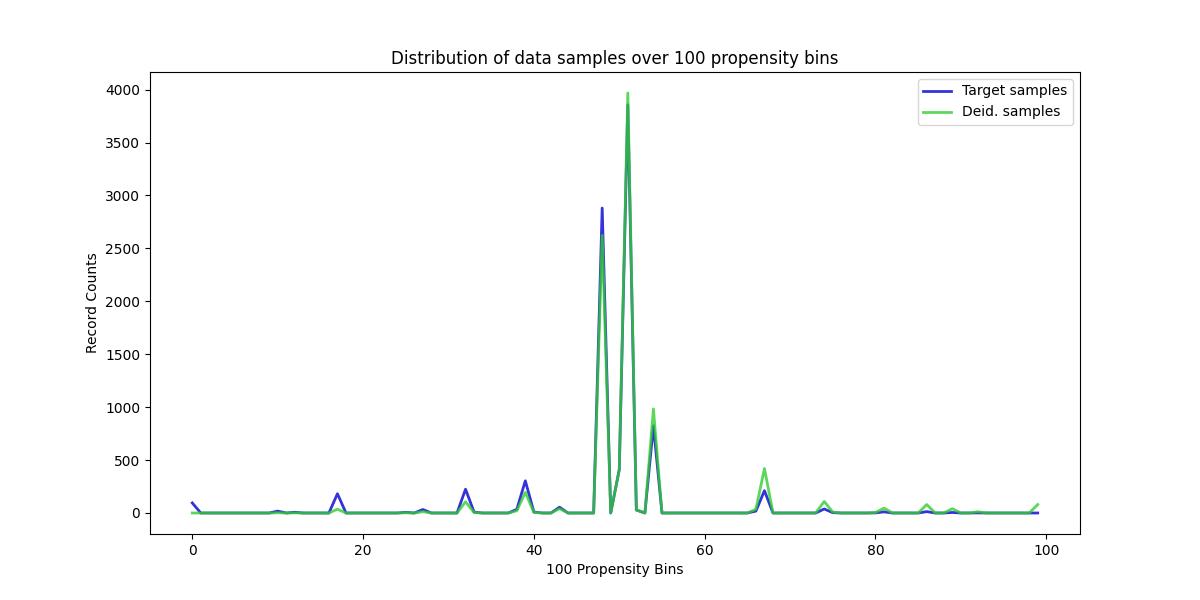 Distribution of data samples over 100 propensity bins
Target samples
Deid. samples
4000
3500
3000
2500
2000
1500
1000
500
0
Record Counts
0 20 40 60 80 100
100 Propensity Bins